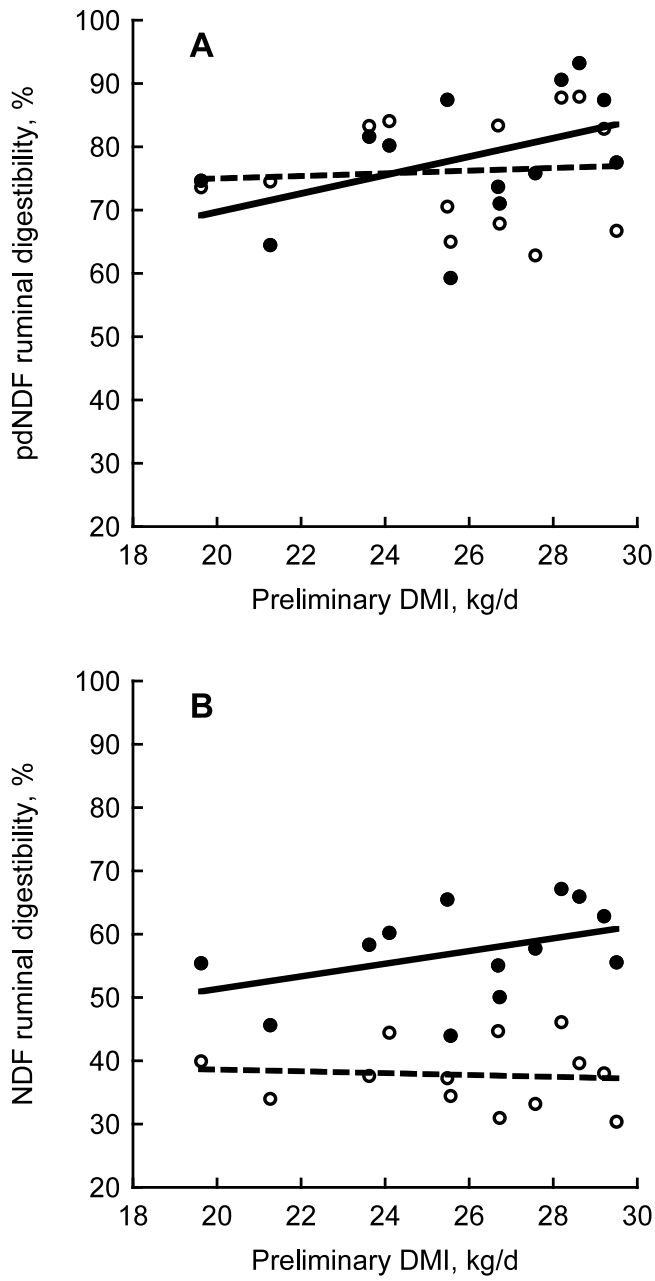 A
pdNDF ruminal digestibility, %
100
90
80
70
60
50
40
30
20
18 20 22 24 26 28 30
Preliminary DMI, kg/d
B
NDF ruminal digestibility, %
100
90
80
70
60
50
40
30
20
18 20 22 24 26 28 30
Preliminary DMI, kg/d